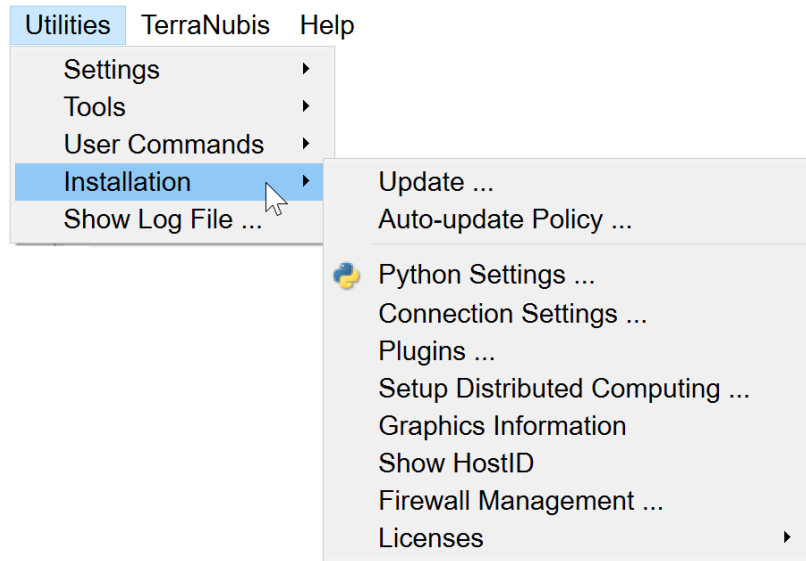 Utilities TerraNubis Help
Settings
Tools
User Commands
Installation
Show Log File ...
Update ...
Auto-update Policy ...
Python Settings ...
Connection Settings ...
Plugins ...
Setup Distributed Computing ...
Graphics Information
Show HostID
Firewall Management ...
Licenses